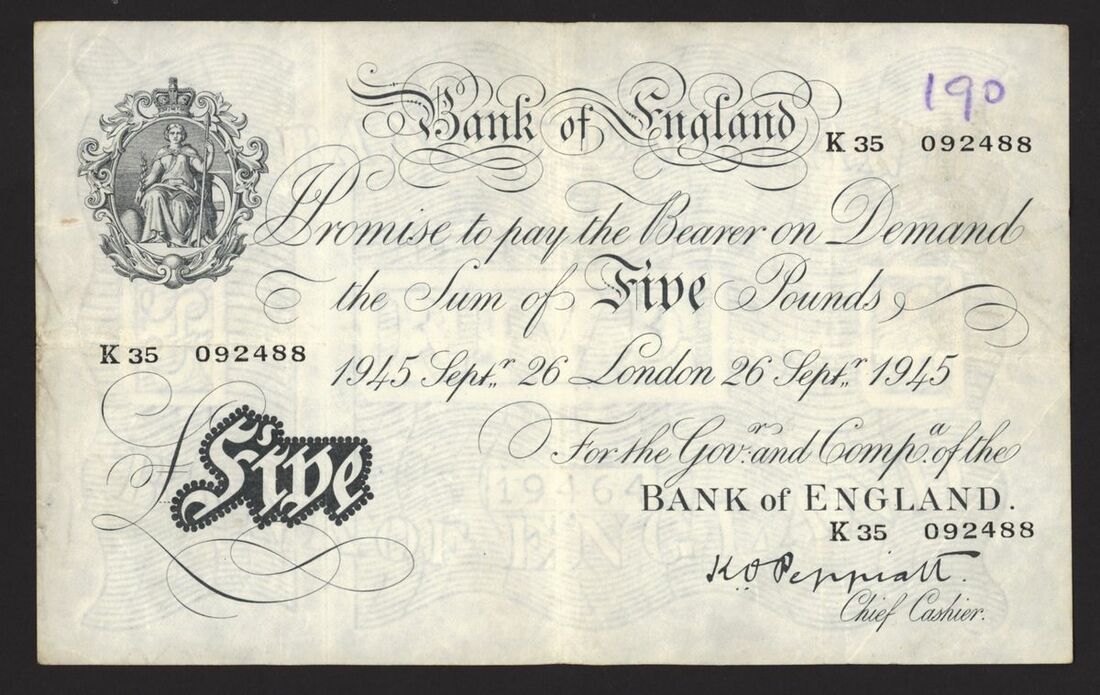 190
Bank of England
K 35 092488
I Promise to pay the Bearer on Demand
the Sum of Five Pounds
K 35 092488
1945 Septr. 26 London 26 Septr. 1945
For the Govr. and Compa. of the
£Five
BANK of ENGLAND.
K 35 092488
K.O. Peppiatt.
Chief Cashier.